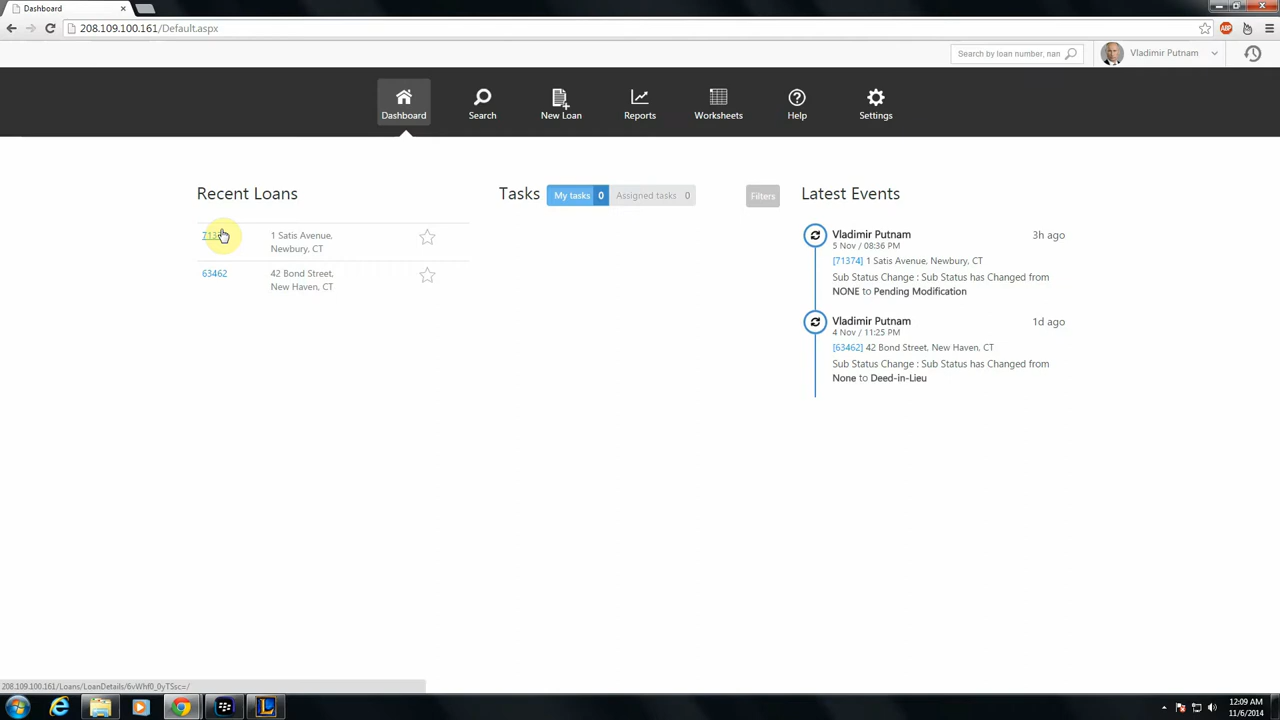 Dashboard
208.109.100.161/Default.aspx
ABP
Search by loan number, nan
Vladimir Putnam
Dashboard
Search
New Loan
Reports
Worksheets
Help
Settings
Recent Loans
1 Satis Avenue,
Newbury, CT
63462
42 Bond Street,
New Haven, CT
Tasks
My tasks 0
Assigned tasks 0
Filters
Latest Events
Vladimir Putnam
3h ago
5 Nov / 08:36 PM
[71374] 1 Satis Avenue, Newbury, CT
Sub Status Change : Sub Status has Changed from
NONE to Pending Modification
Vladimir Putnam
1d ago
4 Nov / 11:25 PM
[63462] 42 Bond Street, New Haven, CT
Sub Status Change : Sub Status has Changed from
None to Deed-in-Lieu
208.109.100.161/Loans/LoanDetails/6vWhf0_0yTSsc=/
12:09 AM
11/6/2014